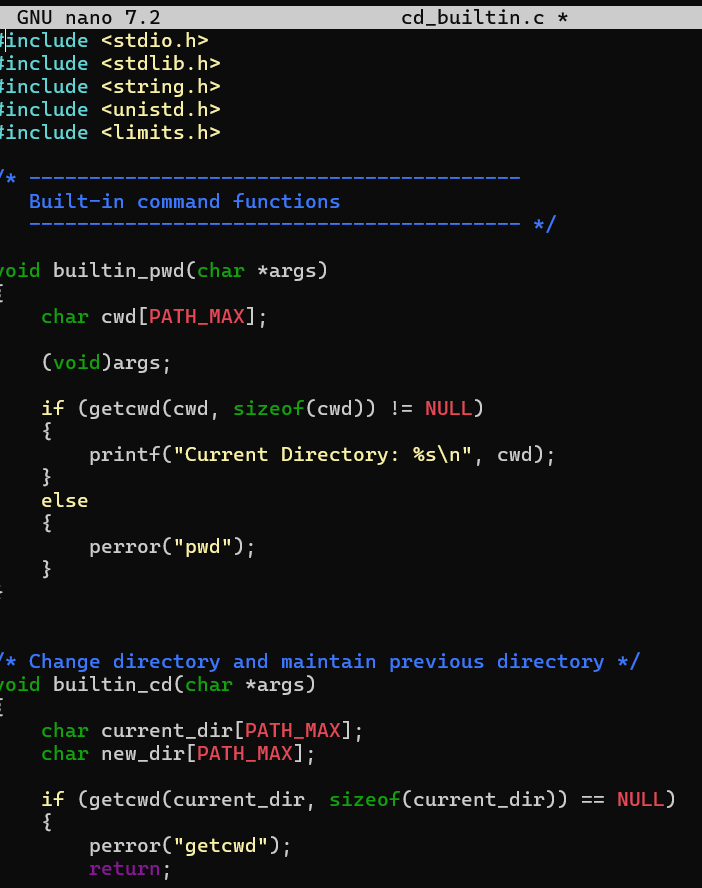 GNU nano 7.2 cd_builtin.c *
#include <stdio.h>
#include <stdlib.h>
#include <string.h>
#include <unistd.h>
#include <limits.h>
/* -----------------------------------------
Built-in command functions
----------------------------------------- */
void builtin_pwd(char *args)
{
char cwd[PATH_MAX];
(void)args;
if (getcwd(cwd, sizeof(cwd)) != NULL)
{
printf("Current Directory: %s\n", cwd);
}
else
{
perror("pwd");
}
}
/* Change directory and maintain previous directory */
void builtin_cd(char *args)
{
char current_dir[PATH_MAX];
char new_dir[PATH_MAX];
if (getcwd(current_dir, sizeof(current_dir)) == NULL)
{
perror("getcwd");
return;